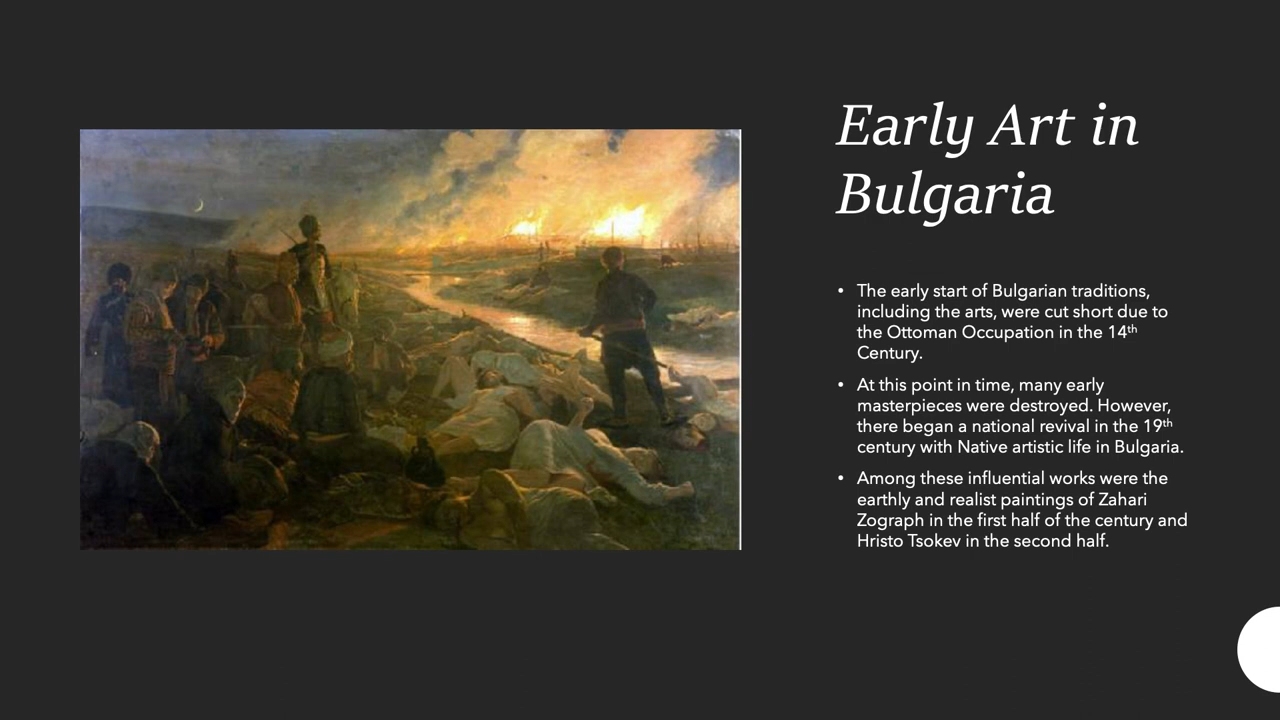 Early Art in
Bulgaria
• The early start of Bulgarian traditions,
including the arts, were cut short due to
the Ottoman Occupation in the 14th
Century.
• At this point in time, many early
masterpieces were destroyed. However,
there began a national revival in the 19th
century with Native artistic life in Bulgaria.
• Among these influential works were the
earthly and realist paintings of Zahari
Zograph in the first half of the century and
Hristo Tsokev in the second half.